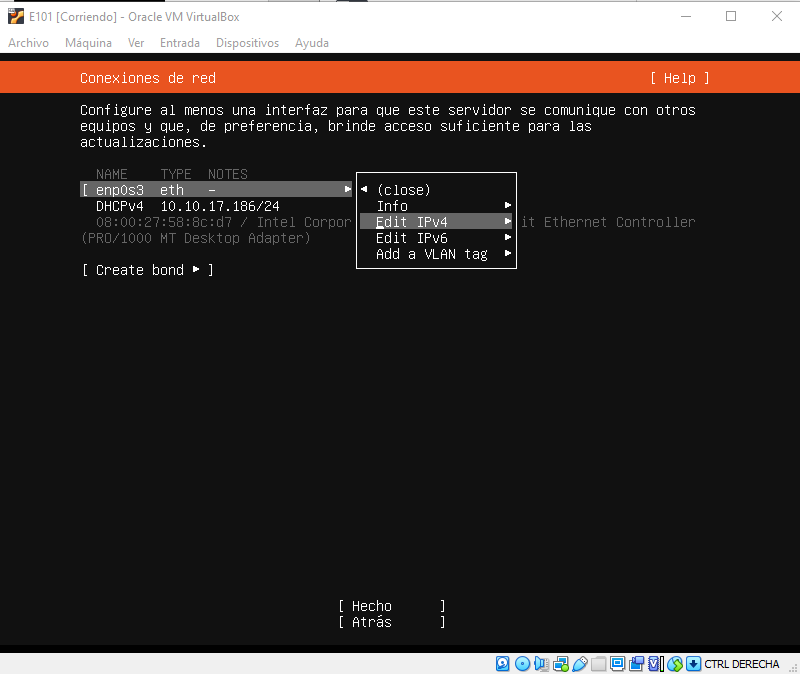 E101 [Corriendo] - Oracle VM VirtualBox
Archivo Máquina Ver Entrada Dispositivos Ayuda
Conexiones de red [ Help ]
Configure al menos una interfaz para que este servidor se comunique con otros
equipos y que, de preferencia, brinde acceso suficiente para las
actualizaciones.
NAME TYPE NOTES
[ enp0s3 eth – ▸ ◂ (close)
DHCPv4 10.10.17.186/24 Info ▸
08:00:27:58:8c:d7 / Intel Corpor Edit IPv4 ▸ it Ethernet Controller
(PRO/1000 MT Desktop Adapter) Edit IPv6 ▸
Add a VLAN tag ▸
[ Create bond ▸ ]
[ Hecho ]
[ Atrás ]
CTRL DERECHA